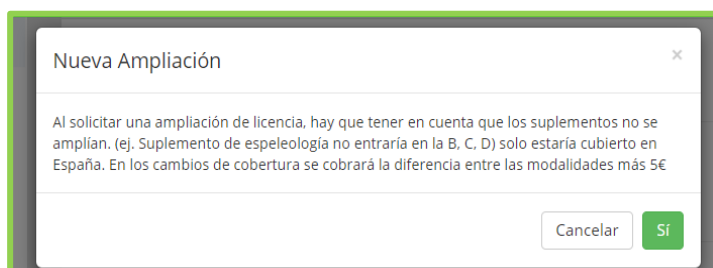 Nueva Ampliación
×
Al solicitar una ampliación de licencia, hay que tener en cuenta que los suplementos no se
amplían. (ej. Suplemento de espeleología no entraría en la B, C, D) solo estaría cubierto en
España. En los cambios de cobertura se cobrará la diferencia entre las modalidades más 5€
Cancelar
Sí